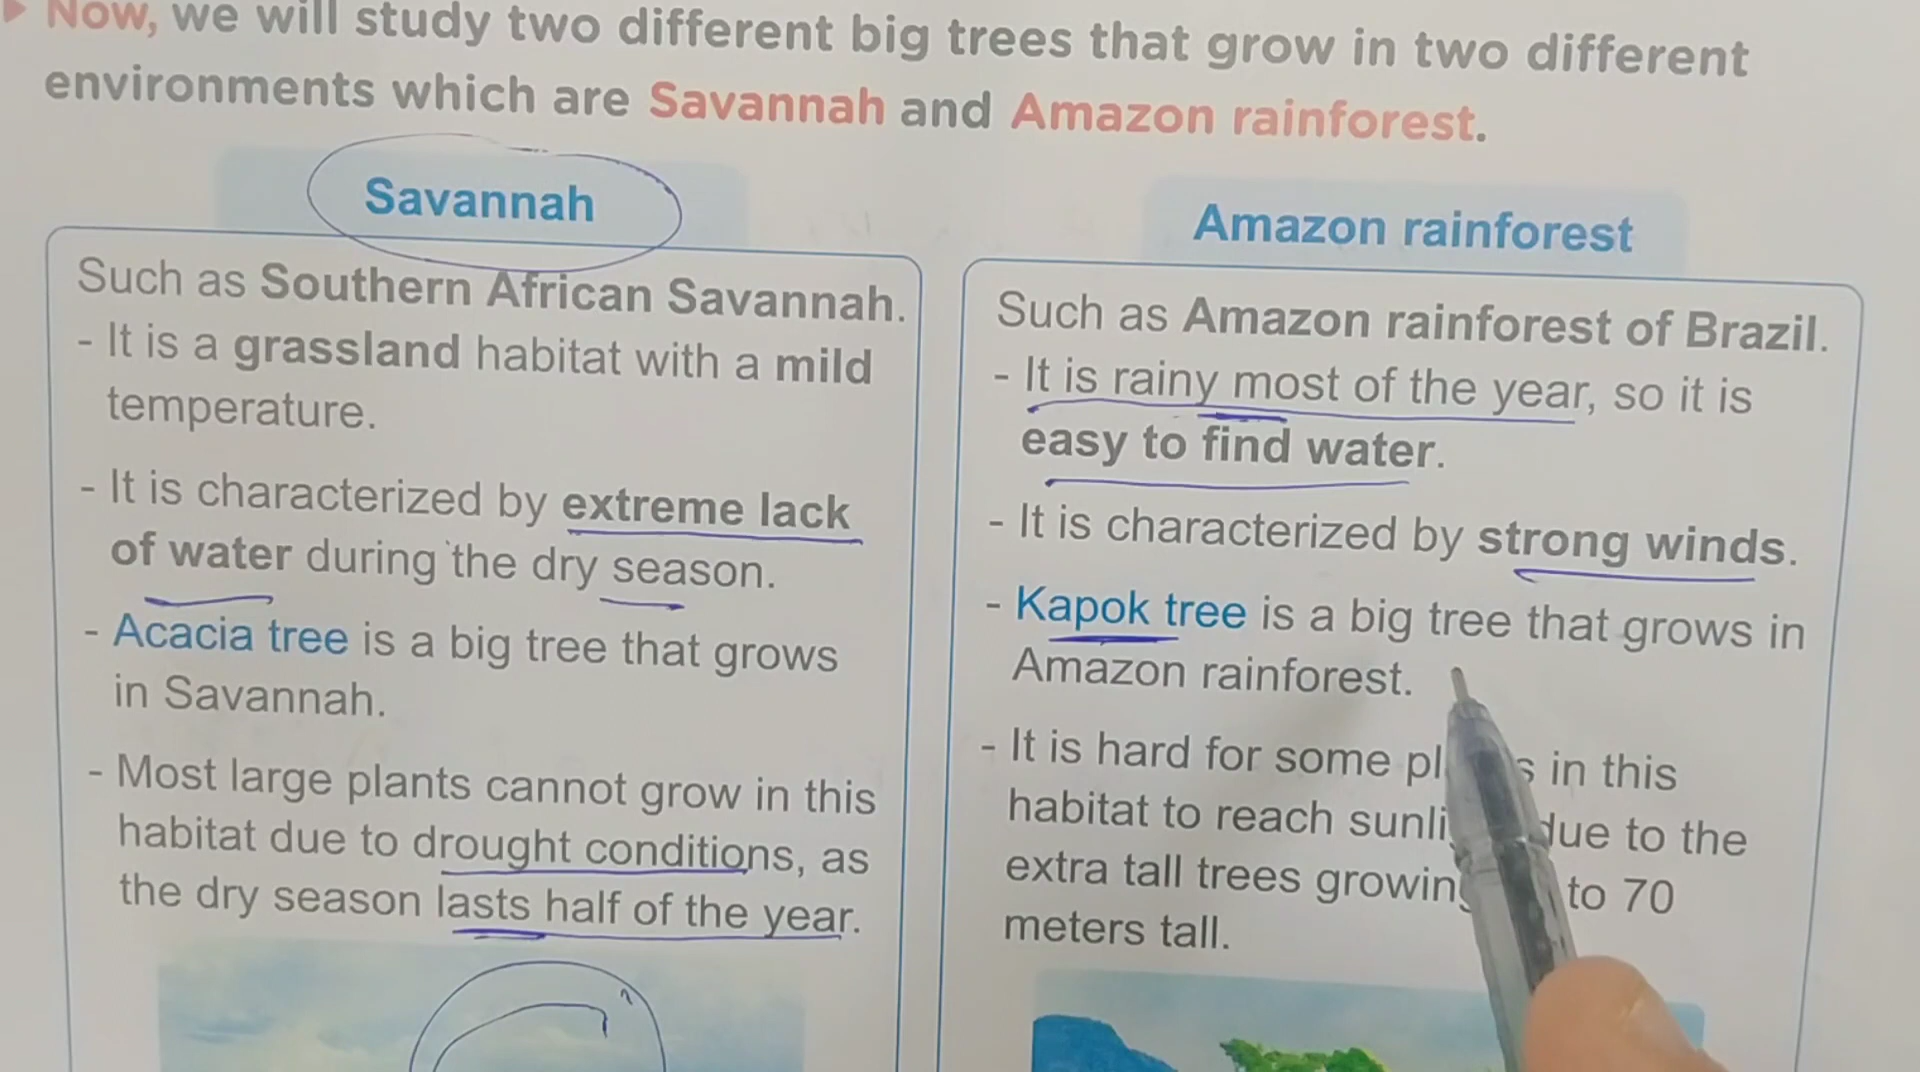 Now, we will study two different big trees that grow in two different
environments which are Savannah and Amazon rainforest.
Savannah
Such as Southern African Savannah.
- It is a grassland habitat with a mild
temperature.
- It is characterized by extreme lack
of water during the dry season.
- Acacia tree is a big tree that grows
in Savannah.
- Most large plants cannot grow in this
habitat due to drought conditions, as
the dry season lasts half of the year.
Amazon rainforest
Such as Amazon rainforest of Brazil.
- It is rainy most of the year, so it is
easy to find water.
- It is characterized by strong winds.
- Kapok tree is a big tree that grows in
Amazon rainforest.
- It is hard for some in this
habitat to reach due to the
extra tall trees growing to 70
meters tall.